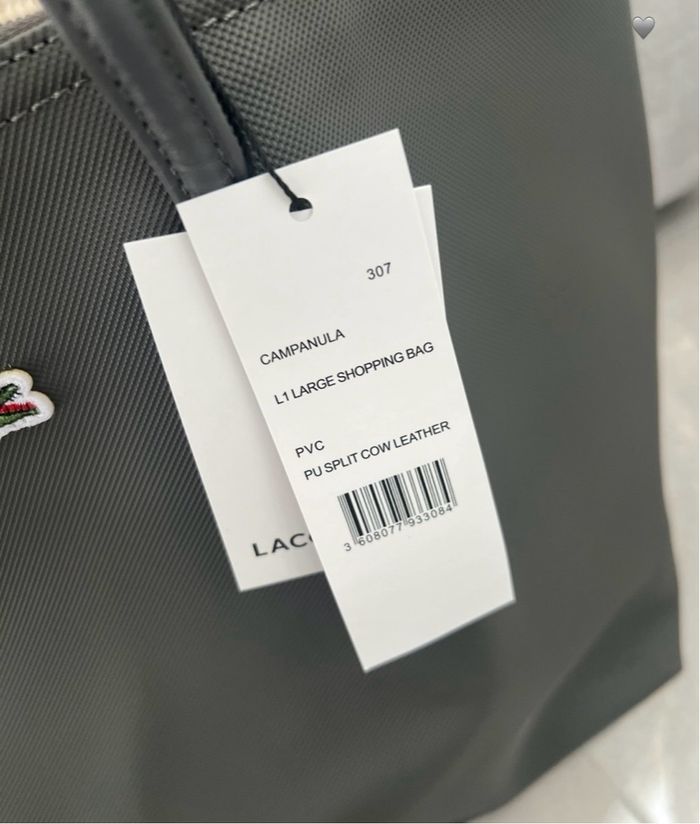 307
CAMPANULA
L1 LARGE SHOPPING BAG
PVC
PU SPLIT COW LEATHER
3 608077 933084
LAC